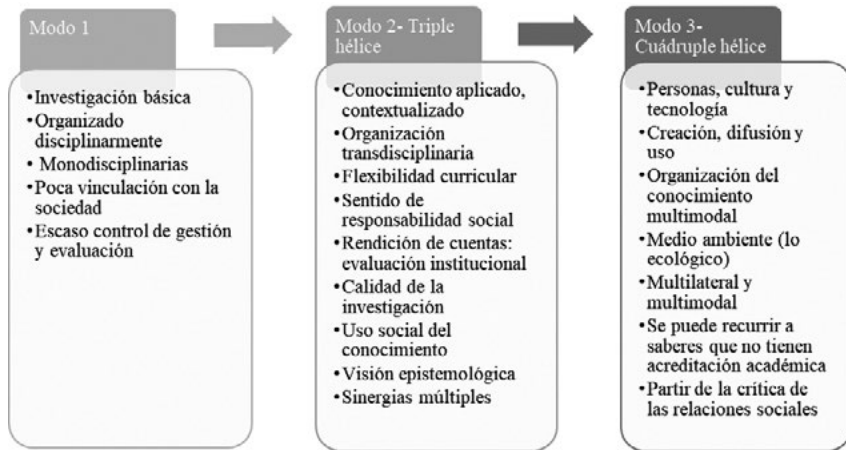 Modo 1
•Investigación básica
•Organizado
disciplinarmente
• Monodisciplinarias
•Poca vinculación con la
sociedad
•Escaso control de gestión
y evaluación
Modo 2- Triple
hélice
•Conocimiento aplicado,
contextualizado
•Organización
transdisciplinaria
•Flexibilidad curricular
•Sentido de
responsabilidad social
•Rendición de cuentas:
evaluación institucional
•Calidad de la
investigación
•Uso social del
conocimiento
•Visión epistemológica
•Sinergias múltiples
Modo 3-
Cuádruple hélice
•Personas, cultura y
tecnología
•Creación, difusión y
uso
•Organización del
conocimiento
multimodal
•Medio ambiente (lo
ecológico)
•Multilateral y
multimodal
•Se puede recurrir a
saberes que no tienen
acreditación académica
•Partir de la crítica de
las relaciones sociales